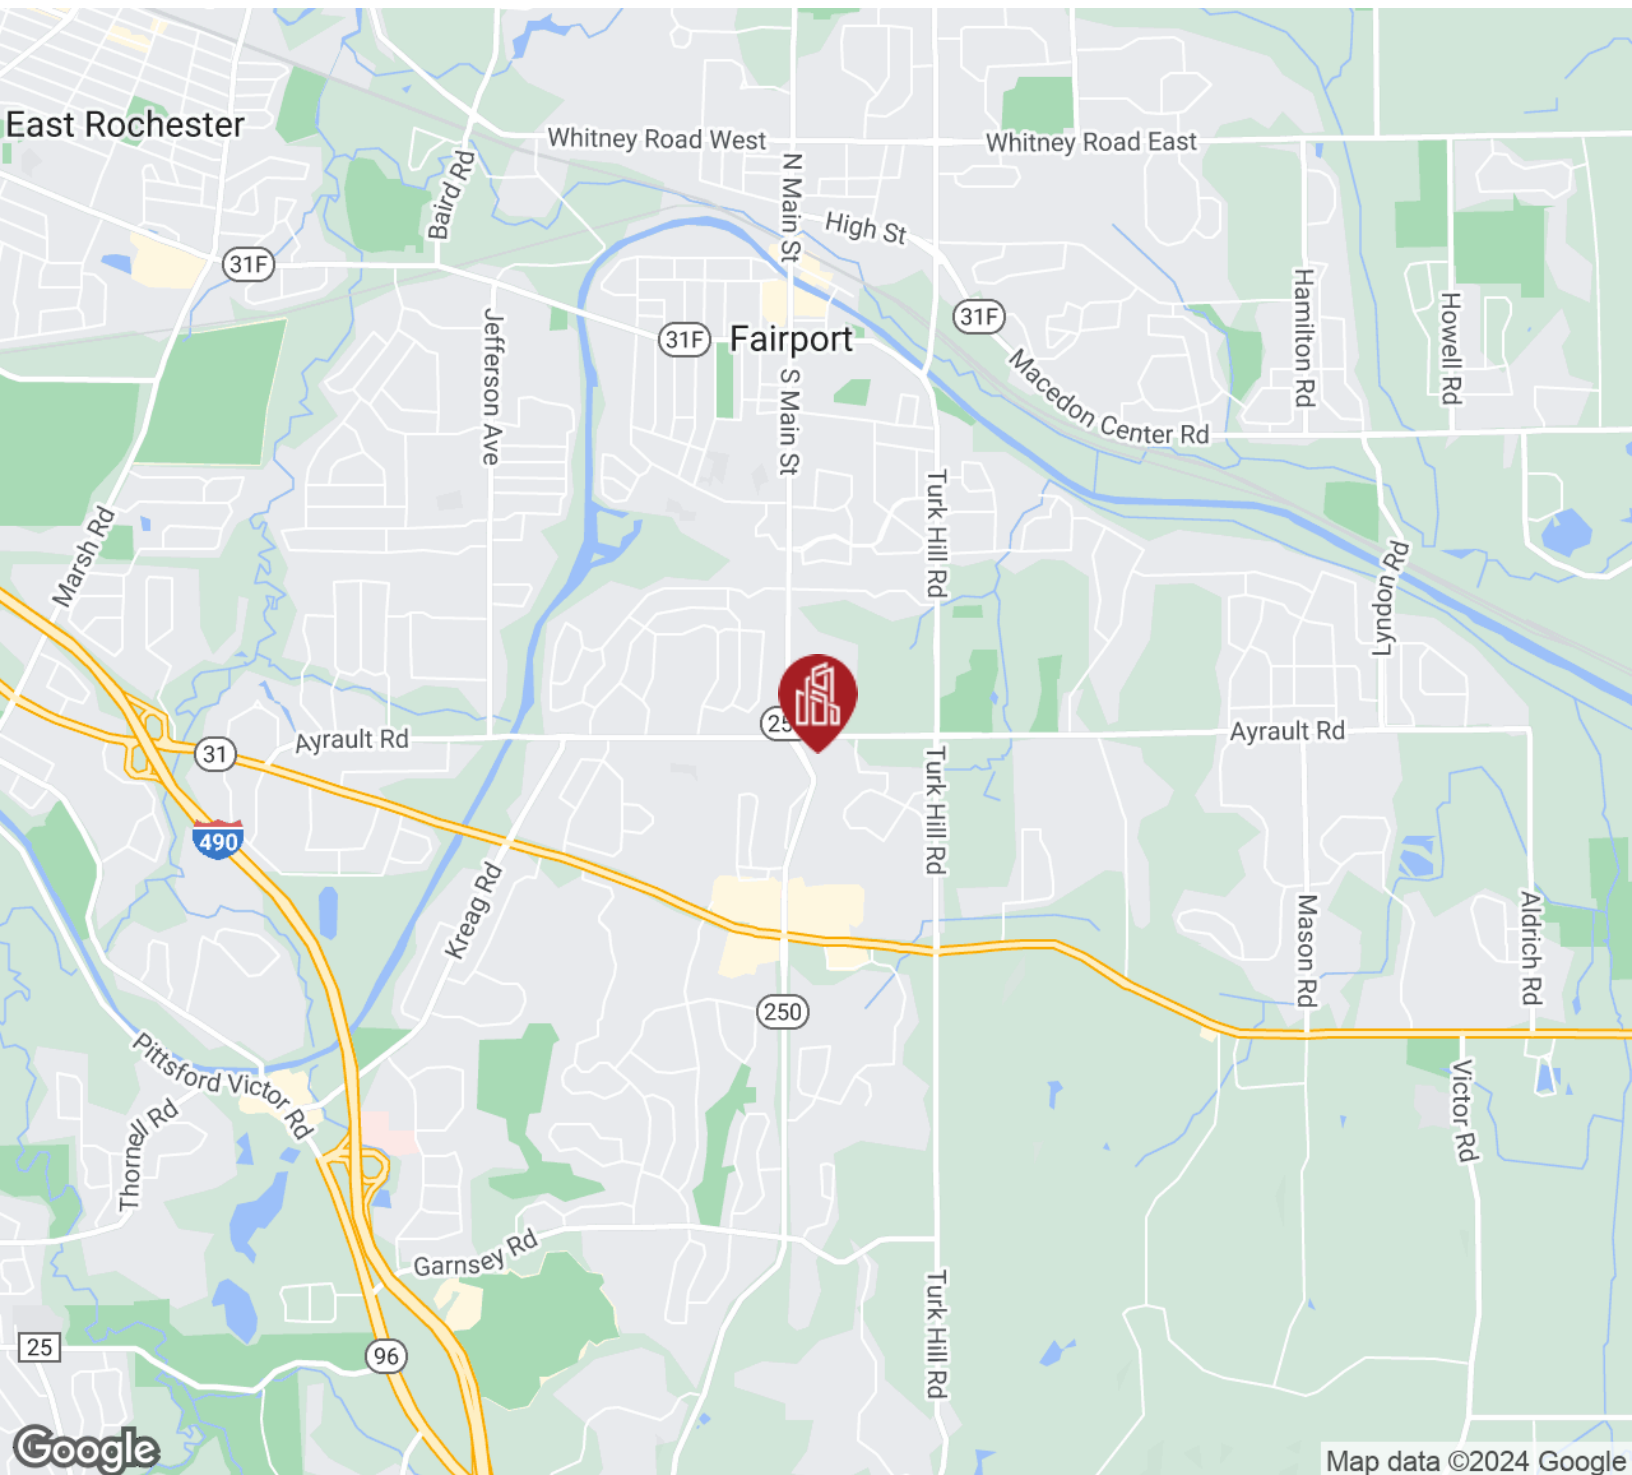 East Rochester
Whitney Road West
Whitney Road East
N Main St
Baird Rd
High St
31F
31F
31F
Hamilton Rd
Howell Rd
Jefferson Ave
Fairport
Macedon Center Rd
S Main St
Turk Hill Rd
Marsh Rd
Lyndon Rd
31
Ayrault Rd
Ayrault Rd
Turk Hill Rd
490
Kreag Rd
Mason Rd
Aldrich Rd
250
Pittsford Victor Rd
Thornell Rd
Victor Rd
Garnsey Rd
Turk Hill Rd
25
96
Google
Map data ©2024 Google